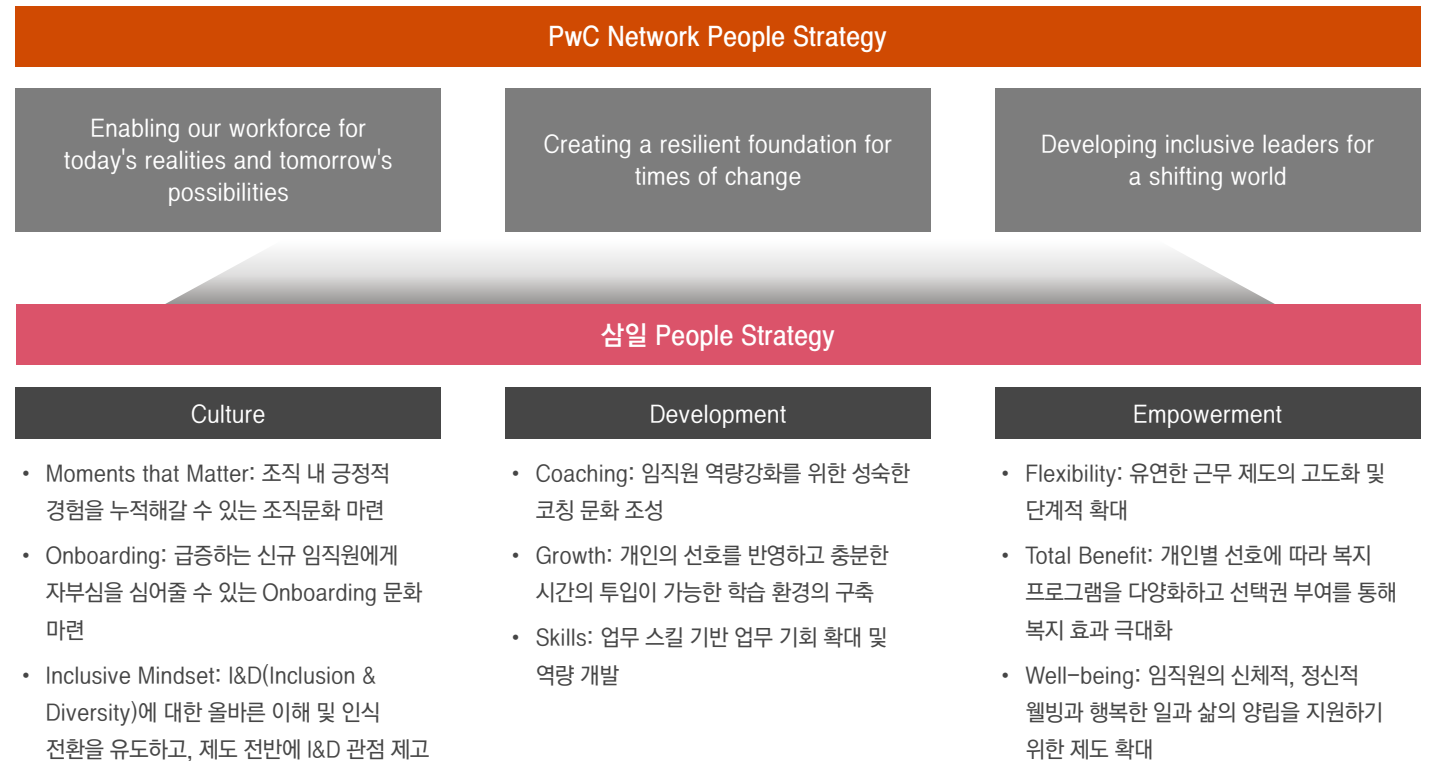 PwC Network People Strategy
Enabling our workforce for
today's realities and tomorrow's
possibilities
Creating a resilient foundation for
times of change
Developing inclusive leaders for
a shifting world
삼일 People Strategy
Culture
• Moments that Matter: 조직 내 긍정적
경험을 누적해갈 수 있는 조직문화 마련
• Onboarding: 급증하는 신규 임직원에게
자부심을 심어줄 수 있는 Onboarding 문화
마련
• Inclusive Mindset: I&D(Inclusion &
Diversity)에 대한 올바른 이해 및 인식
전환을 유도하고, 제도 전반에 I&D 관점 제고
Development
• Coaching: 임직원 역량강화를 위한 성숙한
코칭 문화 조성
• Growth: 개인의 선호를 반영하고 충분한
시간의 투입이 가능한 학습 환경의 구축
• Skills: 업무 스킬 기반 업무 기회 확대 및
역량 개발
Empowerment
• Flexibility: 유연한 근무 제도의 고도화 및
단계적 확대
• Total Benefit: 개인별 선호에 따라 복지
프로그램을 다양화하고 선택권 부여를 통해
복지 효과 극대화
• Well-being: 임직원의 신체적, 정신적
웰빙과 행복한 일과 삶의 양립을 지원하기
위한 제도 확대